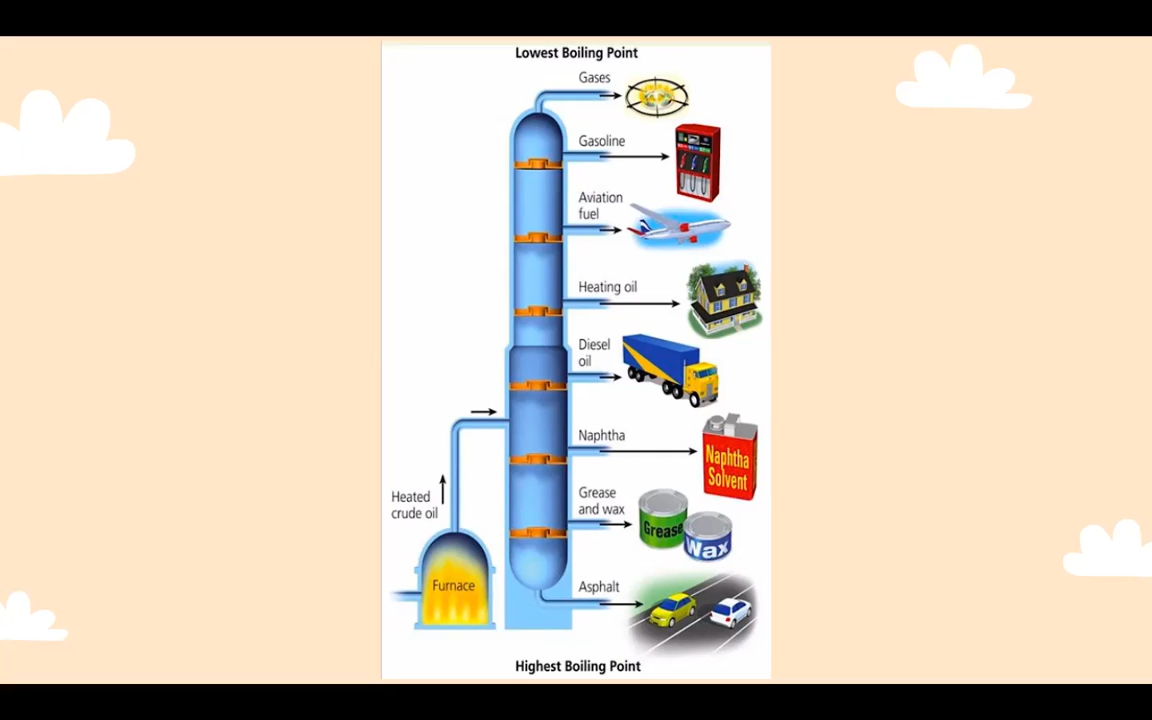 Lowest Boiling Point
Gases
Gasoline
Aviation
fuel
Heating oil
Diesel
oil
Naphtha
Naphtha
Solvent
Heated
crude oil
Grease
and wax
Grease
Wax
Furnace
Asphalt
Highest Boiling Point